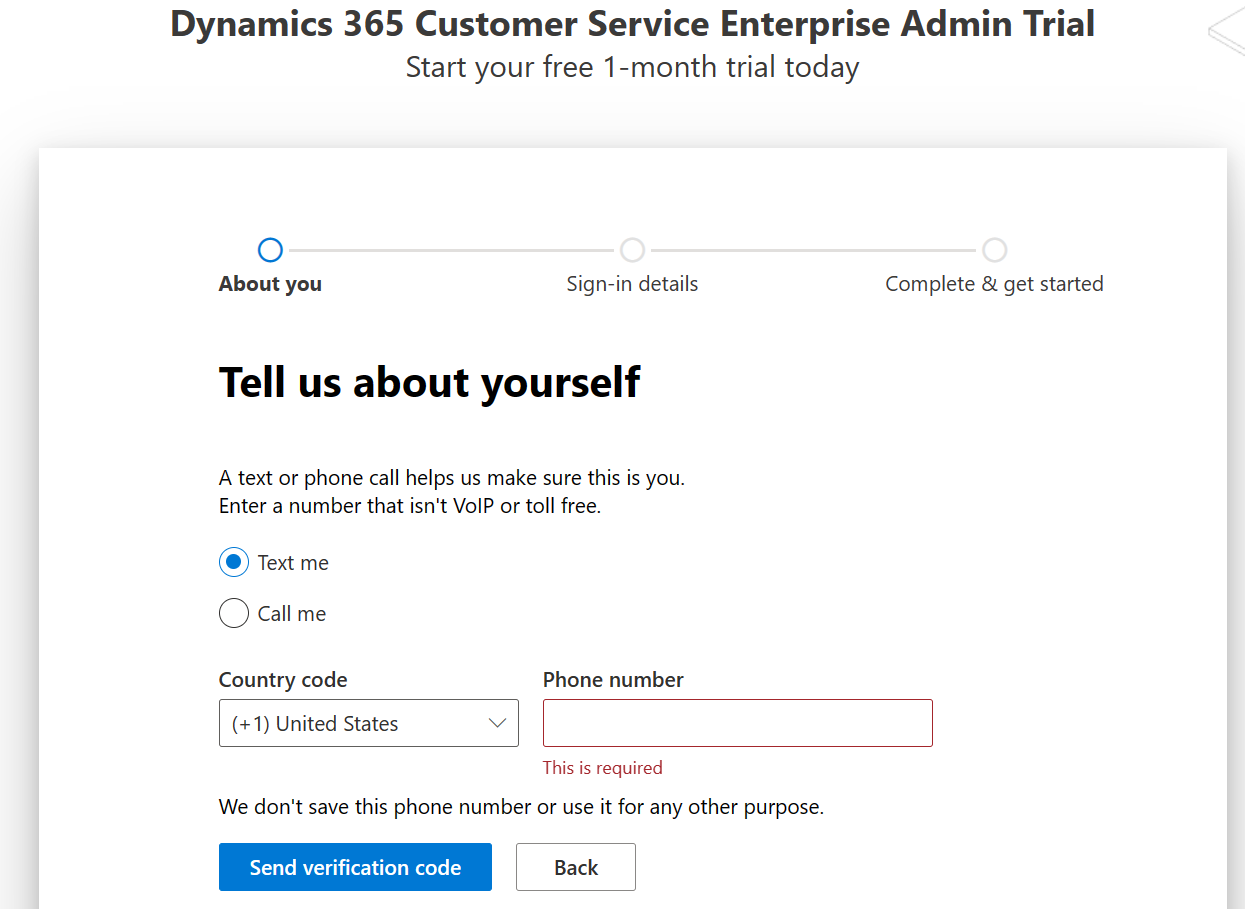 Dynamics 365 Customer Service Enterprise Admin Trial
Start your free 1-month trial today
About you
Sign-in details
Complete & get started
Tell us about yourself
A text or phone call helps us make sure this is you.
Enter a number that isn't VoIP or toll free.
Text me
Call me
Country code
Phone number
(+1) United States
This is required
We don't save this phone number or use it for any other purpose.
Send verification code
Back